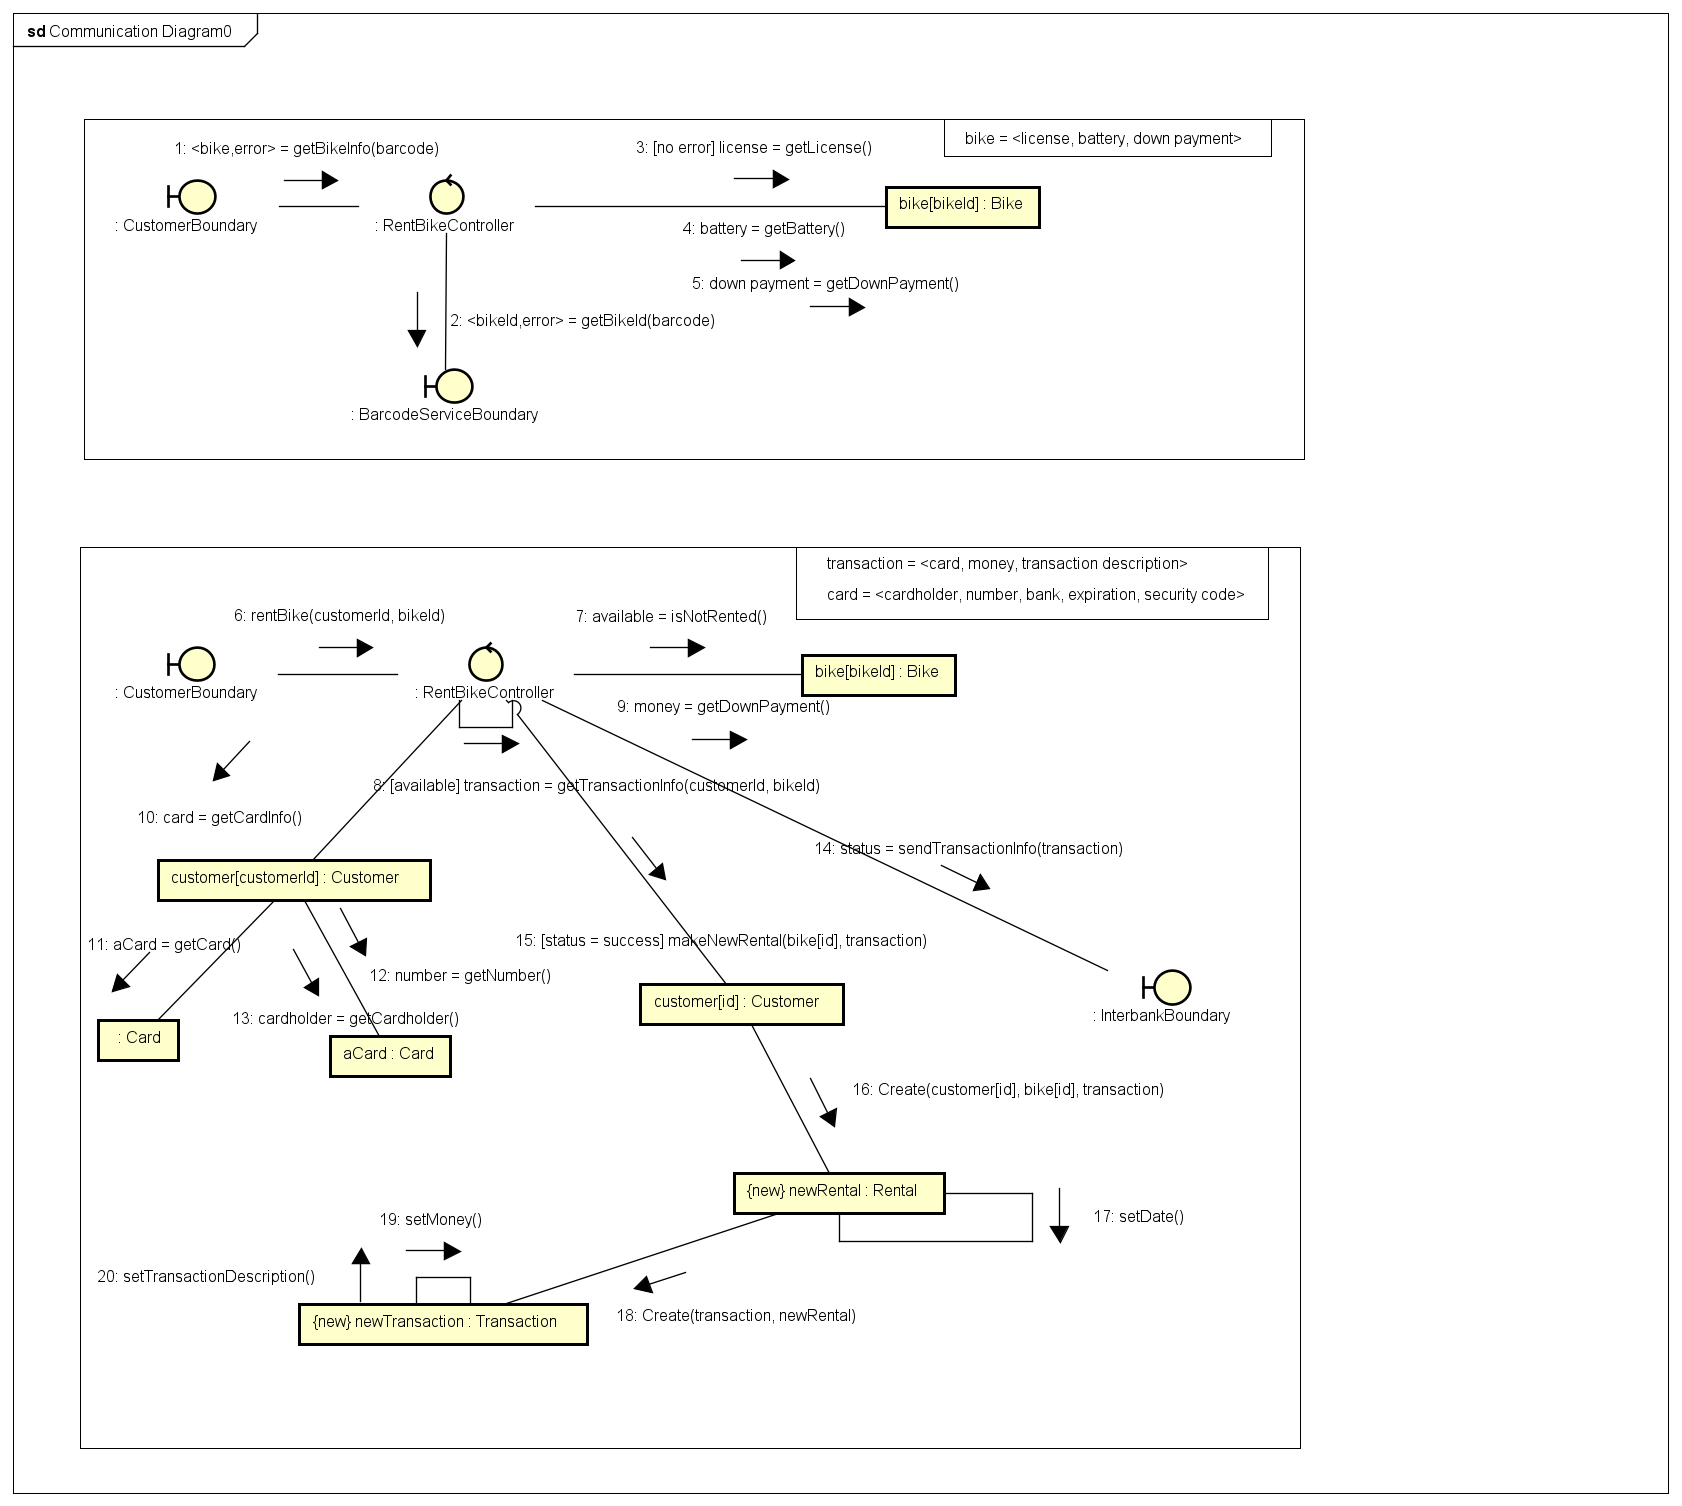 sd Communication Diagram0
bike = <license, battery, down payment>
1: <bike,error> = getBikeInfo(barcode)
3: [no error] license = getLicense()
: CustomerBoundary
: RentBikeController
bike[bikeId] : Bike
4: battery = getBattery()
5: down payment = getDownPayment()
2: <bikeId,error> = getBikeId(barcode)
: BarcodeServiceBoundary
transaction = <card, money, transaction description>
card = <cardholder, number, bank, expiration, security code>
6: rentBike(customerId, bikeId)
7: available = isNotRented()
: CustomerBoundary
: RentBikeController
bike[bikeId] : Bike
9: money = getDownPayment()
8: [available] transaction = getTransactionInfo(customerId, bikeId)
10: card = getCardInfo()
14: status = sendTransactionInfo(transaction)
customer[customerId] : Customer
11: aCard = getCard()
15: [status = success] makeNewRental(bike[id], transaction)
12: number = getNumber()
13: cardholder = getCardholder()
customer[id] : Customer
: InterbankBoundary
: Card
aCard : Card
16: Create(customer[id], bike[id], transaction)
{new} newRental : Rental
17: setDate()
19: setMoney()
20: setTransactionDescription()
18: Create(transaction, newRental)
{new} newTransaction : Transaction